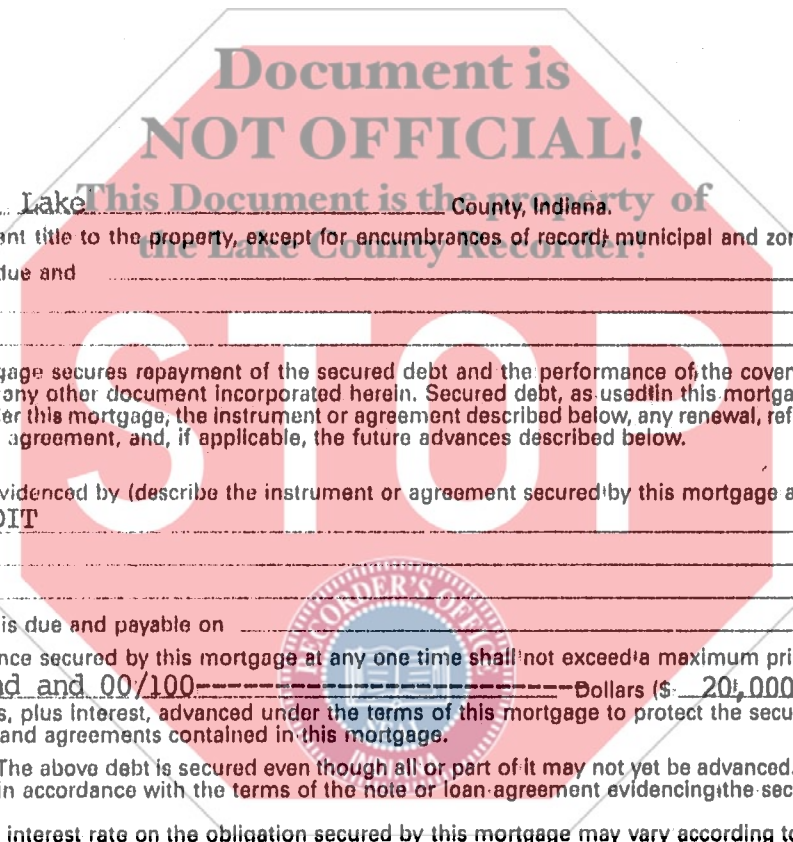 Document is
NOT OFFICIAL!
This Document is the property of
the Lake County Recorder!
Lake County, Indiana.
ent title to the property, except for encumbrances of record, municipal and zon
due and
STOP
gage secures repayment of the secured debt and the performance of the coven
any other document incorporated herein. Secured debt, as used in this mortga
er this mortgage, the instrument or agreement described below, any renewal, ref
agreement, and, if applicable, the future advances described below.
videnced by (describe the instrument or agreement secured by this mortgage a
DIT
RECORDER'S OFFICE
is due and payable on
nce secured by this mortgage at any one time shall not exceed a maximum pri
nd and 00/100------------------------------Dollars ($ 20,000
s, plus interest, advanced under the terms of this mortgage to protect the secu
and agreements contained in this mortgage.
The above debt is secured even though all or part of it may not yet be advanced.
in accordance with the terms of the note or loan agreement evidencing the sec
interest rate on the obligation secured by this mortgage may vary according to